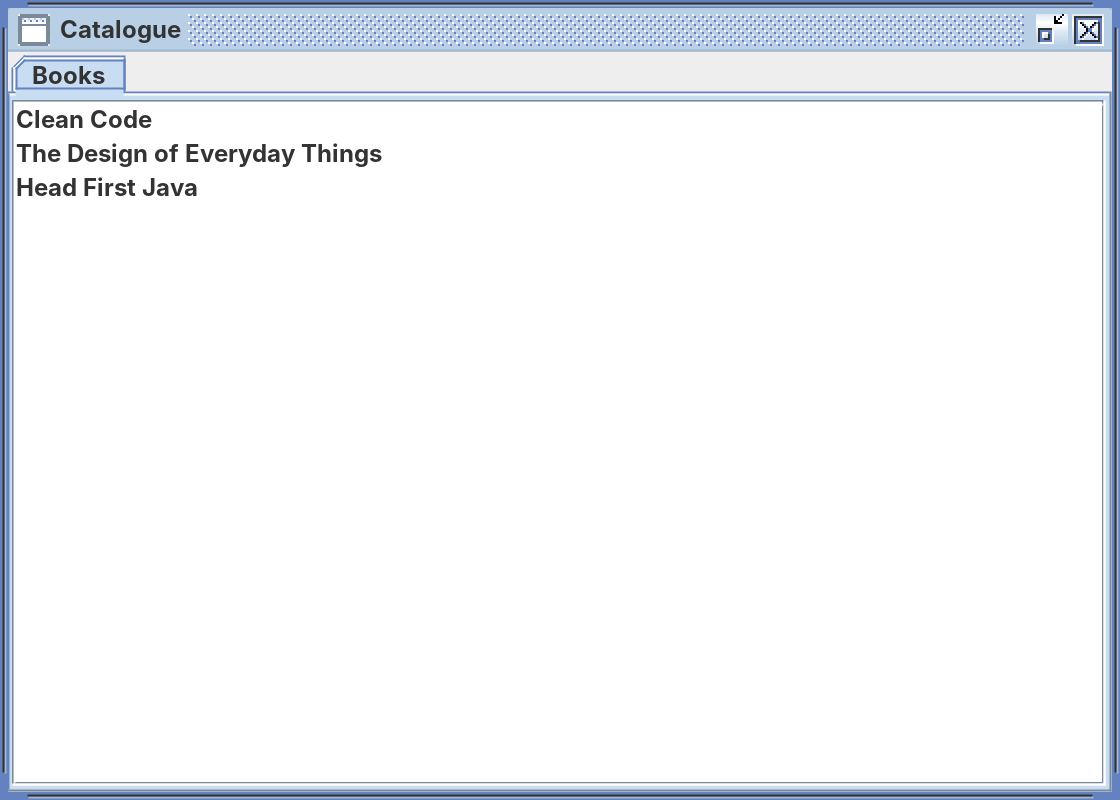 Catalogue
Books
Clean Code
The Design of Everyday Things
Head First Java